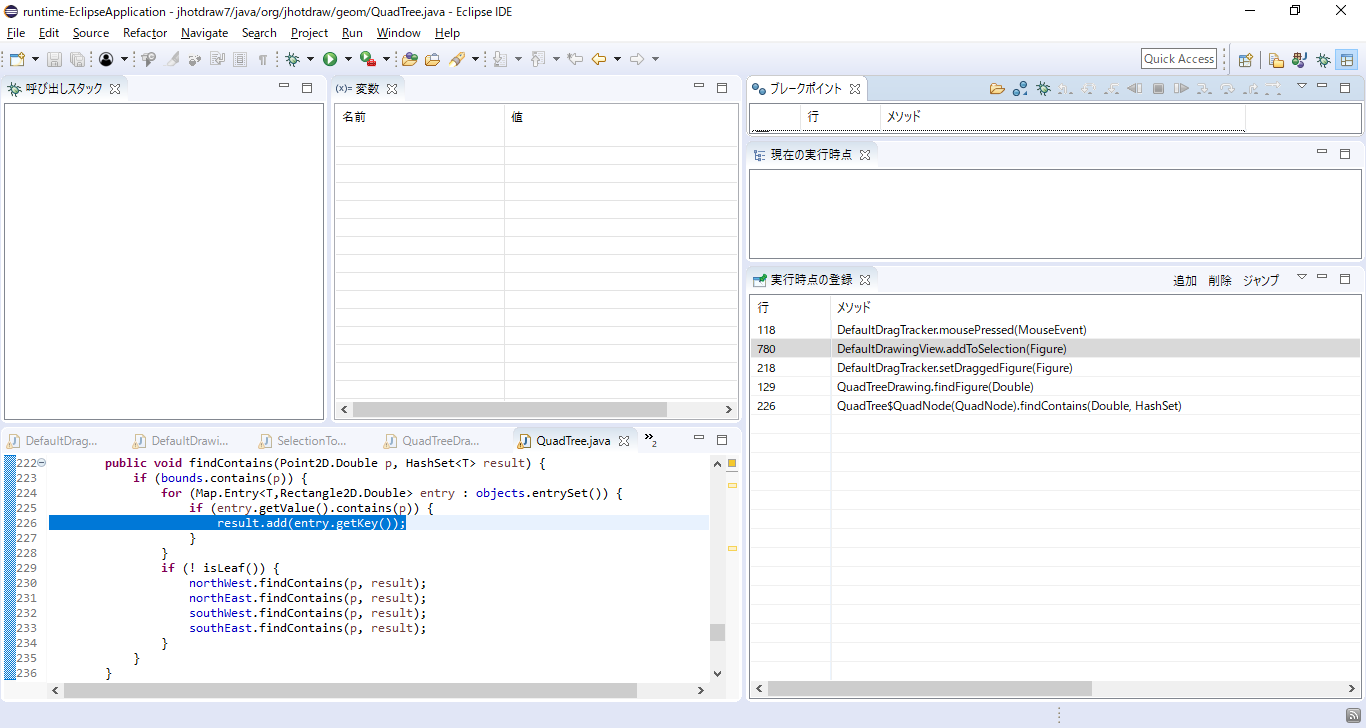 runtime-EclipseApplication - jhotdraw7/java/org/jhotdraw/geom/QuadTree.java - Eclipse IDE
File Edit Source Refactor Navigate Search Project Run Window Help
Quick Access
呼び出しスタック
(x)= 変数
名前 値
ブレークポイント
行 メソッド
現在の実行時点
実行時点の登録 追加 削除 ジャンプ
行 メソッド
118 DefaultDragTracker.mousePressed(MouseEvent)
780 DefaultDrawingView.addToSelection(Figure)
218 DefaultDragTracker.setDraggedFigure(Figure)
129 QuadTreeDrawing.findFigure(Double)
226 QuadTree$QuadNode(QuadNode).findContains(Double, HashSet)
DefaultDrag... DefaultDrawi... SelectionTo... QuadTreeDra... QuadTree.java »2
222 public void findContains(Point2D.Double p, HashSet<T> result) {
223 if (bounds.contains(p)) {
224 for (Map.Entry<T,Rectangle2D.Double> entry : objects.entrySet()) {
225 if (entry.getValue().contains(p)) {
226 result.add(entry.getKey());
227 }
228 }
229 if (! isLeaf()) {
230 northWest.findContains(p, result);
231 northEast.findContains(p, result);
232 southWest.findContains(p, result);
233 southEast.findContains(p, result);
234 }
235 }
236 }